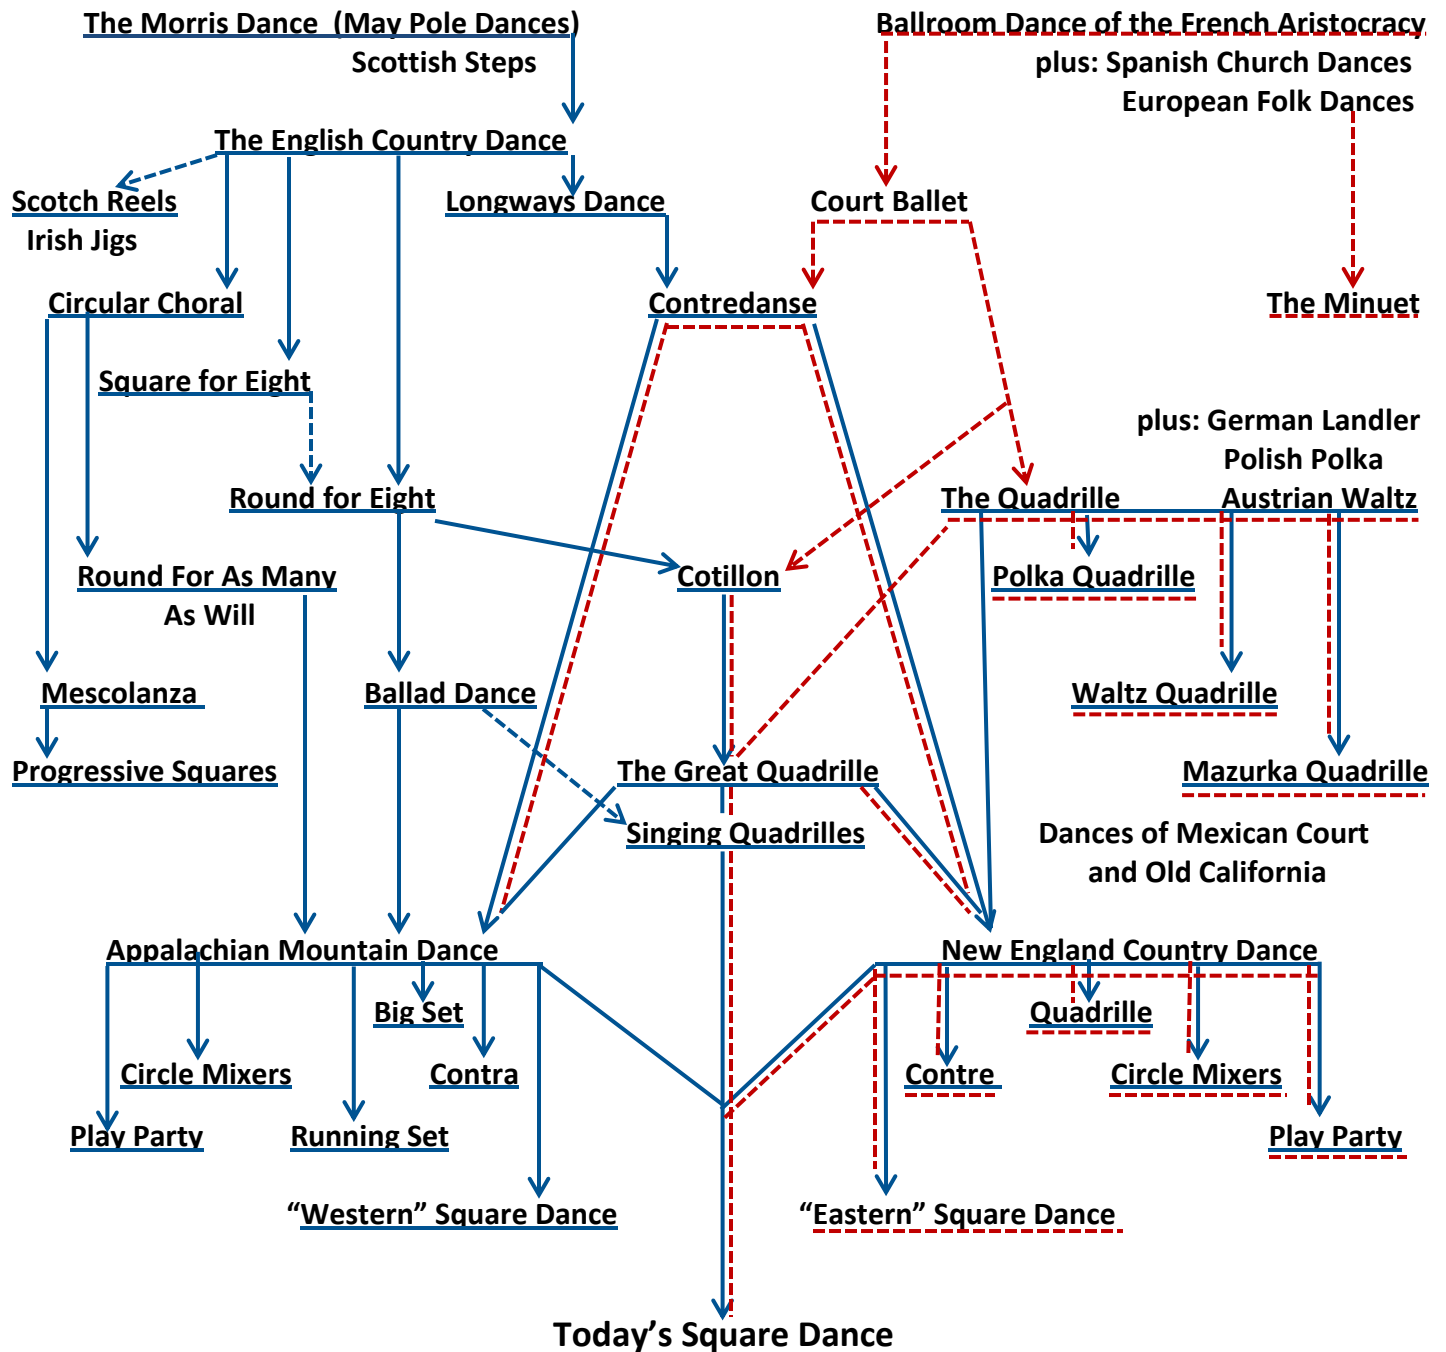 The Morris Dance  (May Pole Dances)
Scottish Steps
Ballroom Dance of the French Aristocracy
plus: Spanish Church Dances
European Folk Dances
The English Country Dance
Scotch Reels
Irish Jigs
Longways Dance
Court Ballet
Circular Choral
Contredanse
The Minuet
Square for Eight
plus: German Landler
Polish Polka
Austrian Waltz
Round for Eight
The Quadrille
Round For As Many
As Will
Cotillon
Polka Quadrille
Mescolanza
Ballad Dance
Waltz Quadrille
Progressive Squares
The Great Quadrille
Mazurka Quadrille
Singing Quadrilles
Dances of Mexican Court
and Old California
Appalachian Mountain Dance
New England Country Dance
Big Set
Quadrille
Circle Mixers
Contra
Contre
Circle Mixers
Play Party
Running Set
Play Party
“Western” Square Dance
“Eastern” Square Dance
Today’s Square Dance